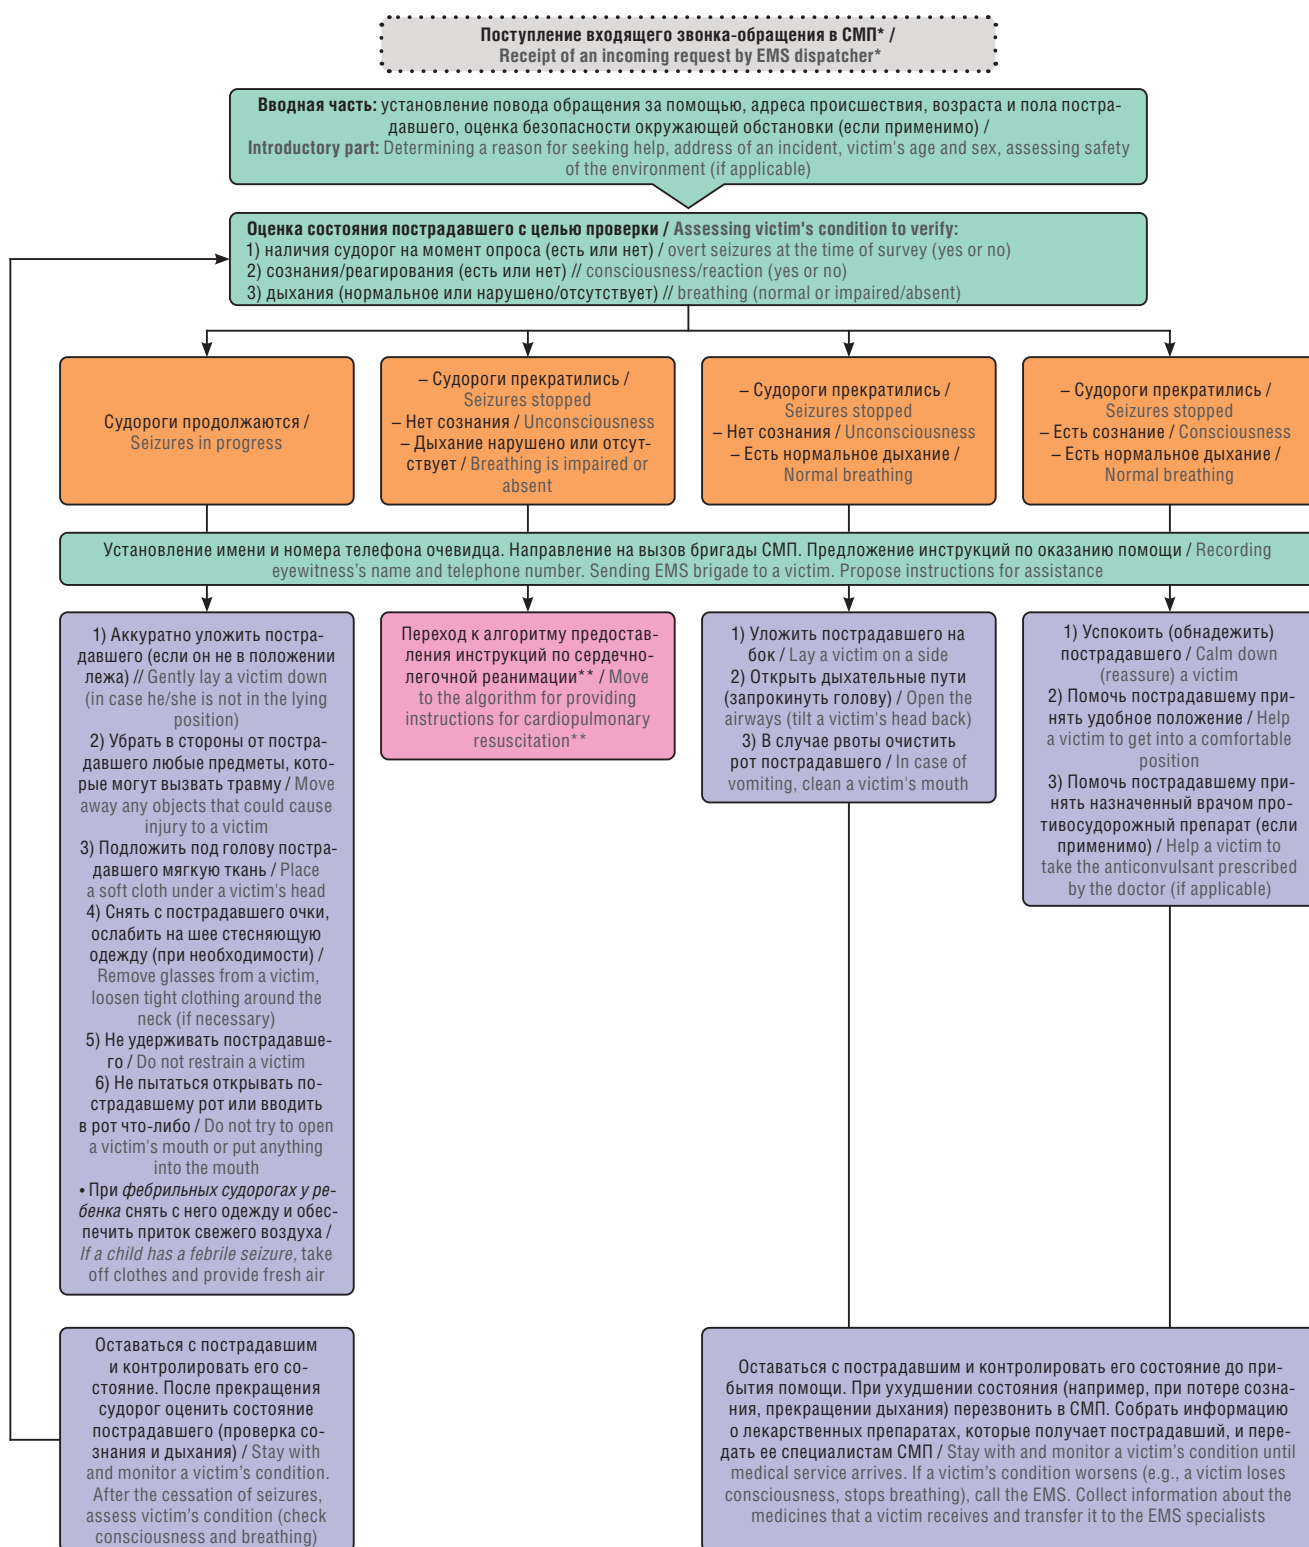 Поступление входящего звонка-обращения в СМП* /
Receipt of an incoming request by EMS dispatcher*
Вводная часть: установление повода обращения за помощью, адреса происшествия, возраста и пола постра-
давшего, оценка безопасности окружающей обстановки (если применимо) /
Introductory part: Determining a reason for seeking help, address of an incident, victim's age and sex, assessing safety
of the environment (if applicable)
Оценка состояния пострадавшего с целью проверки / Assessing victim's condition to verify:
1) наличия судорог на момент опроса (есть или нет) / overt seizures at the time of survey (yes or no)
2) сознания/реагирования (есть или нет) // consciousness/reaction (yes or no)
3) дыхания (нормальное или нарушено/отсутствует) // breathing (normal or impaired/absent)
Судороги продолжаются /
Seizures in progress
– Судороги прекратились /
Seizures stopped
– Нет сознания / Unconsciousness
– Дыхание нарушено или отсут-
ствует / Breathing is impaired or
absent
– Судороги прекратились /
Seizures stopped
– Нет сознания / Unconsciousness
– Есть нормальное дыхание /
Normal breathing
– Судороги прекратились /
Seizures stopped
– Есть сознание / Consciousness
– Есть нормальное дыхание /
Normal breathing
Установление имени и номера телефона очевидца. Направление на вызов бригады СМП. Предложение инструкций по оказанию помощи / Recording
eyewitness's name and telephone number. Sending EMS brigade to a victim. Propose instructions for assistance
1) Аккуратно уложить постра-
давшего (если он не в положении
лежа) // Gently lay a victim down
(in case he/she is not in the lying
position)
2) Убрать в стороны от постра-
давшего любые предметы, кото-
рые могут вызвать травму / Move
away any objects that could cause
injury to a victim
3) Подложить под голову постра-
давшего мягкую ткань / Place
a soft cloth under a victim's head
4) Снять с пострадавшего очки,
ослабить на шее стесняющую
одежду (при необходимости) /
Remove glasses from a victim,
loosen tight clothing around the
neck (if necessary)
5) Не удерживать пострадавше-
го / Do not restrain a victim
6) Не пытаться открывать по-
страдавшему рот или вводить
в рот что-либо / Do not try to open
a victim's mouth or put anything
into the mouth
• При фебрильных судорогах у ре-
бенка снять с него одежду и обес-
печить приток свежего воздуха /
If a child has a febrile seizure, take
off clothes and provide fresh air
Переход к алгоритму предостав-
ления инструкций по сердечно-
легочной реанимации** / Move
to the algorithm for providing
instructions for cardiopulmonary
resuscitation**
1) Уложить пострадавшего на
бок / Lay a victim on a side
2) Открыть дыхательные пути
(запрокинуть голову) / Open the
airways (tilt a victim's head back)
3) В случае рвоты очистить
рот пострадавшего / In case of
vomiting, clean a victim's mouth
1) Успокоить (обнадежить)
пострадавшего / Calm down
(reassure) a victim
2) Помочь пострадавшему при-
нять удобное положение / Help
a victim to get into a comfortable
position
3) Помочь пострадавшему при-
нять назначенный врачом про-
тивосудорожный препарат (если
применимо) / Help a victim to
take the anticonvulsant prescribed
by the doctor (if applicable)
Оставаться с пострадавшим
и контролировать его со-
стояние. После прекращения
судорог оценить состояние
пострадавшего (проверка со-
знания и дыхания) / Stay with
and monitor a victim’s condition.
After the cessation of seizures,
assess victim’s condition (check
consciousness and breathing)
Оставаться с пострадавшим и контролировать его состояние до при-
бытия помощи. При ухудшении состояния (например, при потере созна-
ния, прекращении дыхания) перезвонить в СМП. Собрать информацию
о лекарственных препаратах, которые получает пострадавший, и пере-
дать ее специалистам СМП / Stay with and monitor a victim’s condition until
medical service arrives. If a victim’s condition worsens (e.g., a victim loses
consciousness, stops breathing), call the EMS. Collect information about the
medicines that a victim receives and transfer it to the EMS specialists